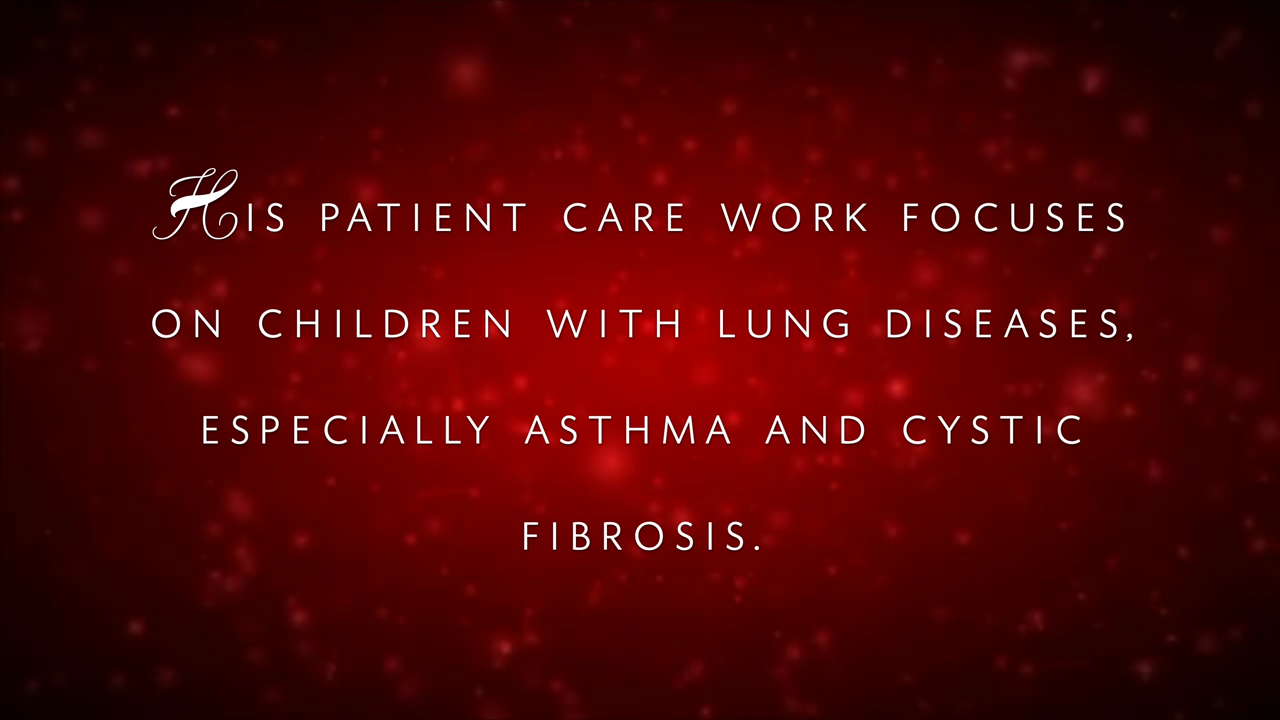 HIS PATIENT CARE WORK FOCUSES
ON CHILDREN WITH LUNG DISEASES,
ESPECIALLY ASTHMA AND CYSTIC
FIBROSIS.